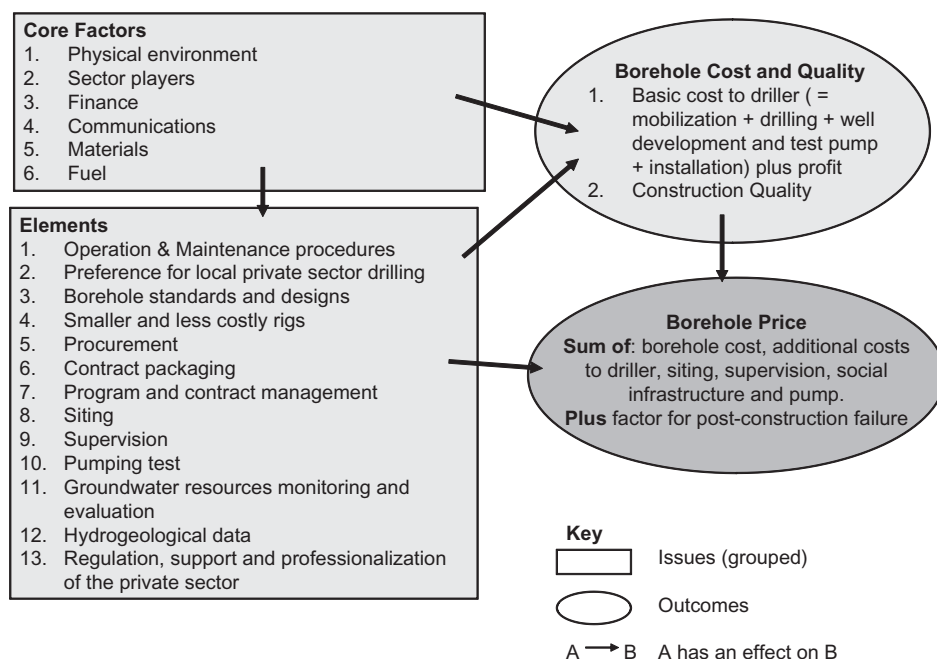 Core Factors
1. Physical environment
2. Sector players
3. Finance
4. Communications
5. Materials
6. Fuel
Elements
1. Operation & Maintenance procedures
2. Preference for local private sector drilling
3. Borehole standards and designs
4. Smaller and less costly rigs
5. Procurement
6. Contract packaging
7. Program and contract management
8. Siting
9. Supervision
10. Pumping test
11. Groundwater resources monitoring and
evaluation
12. Hydrogeological data
13. Regulation, support and professionalization
of the private sector
Borehole Cost and Quality
1. Basic cost to driller ( =
mobilization + drilling + well
development and test pump
+ installation) plus profit
2. Construction Quality
Borehole Price
Sum of: borehole cost, additional costs
to driller, siting, supervision, social
infrastructure and pump.
Plus factor for post-construction failure
Key
Issues (grouped)
Outcomes
A B A has an effect on B